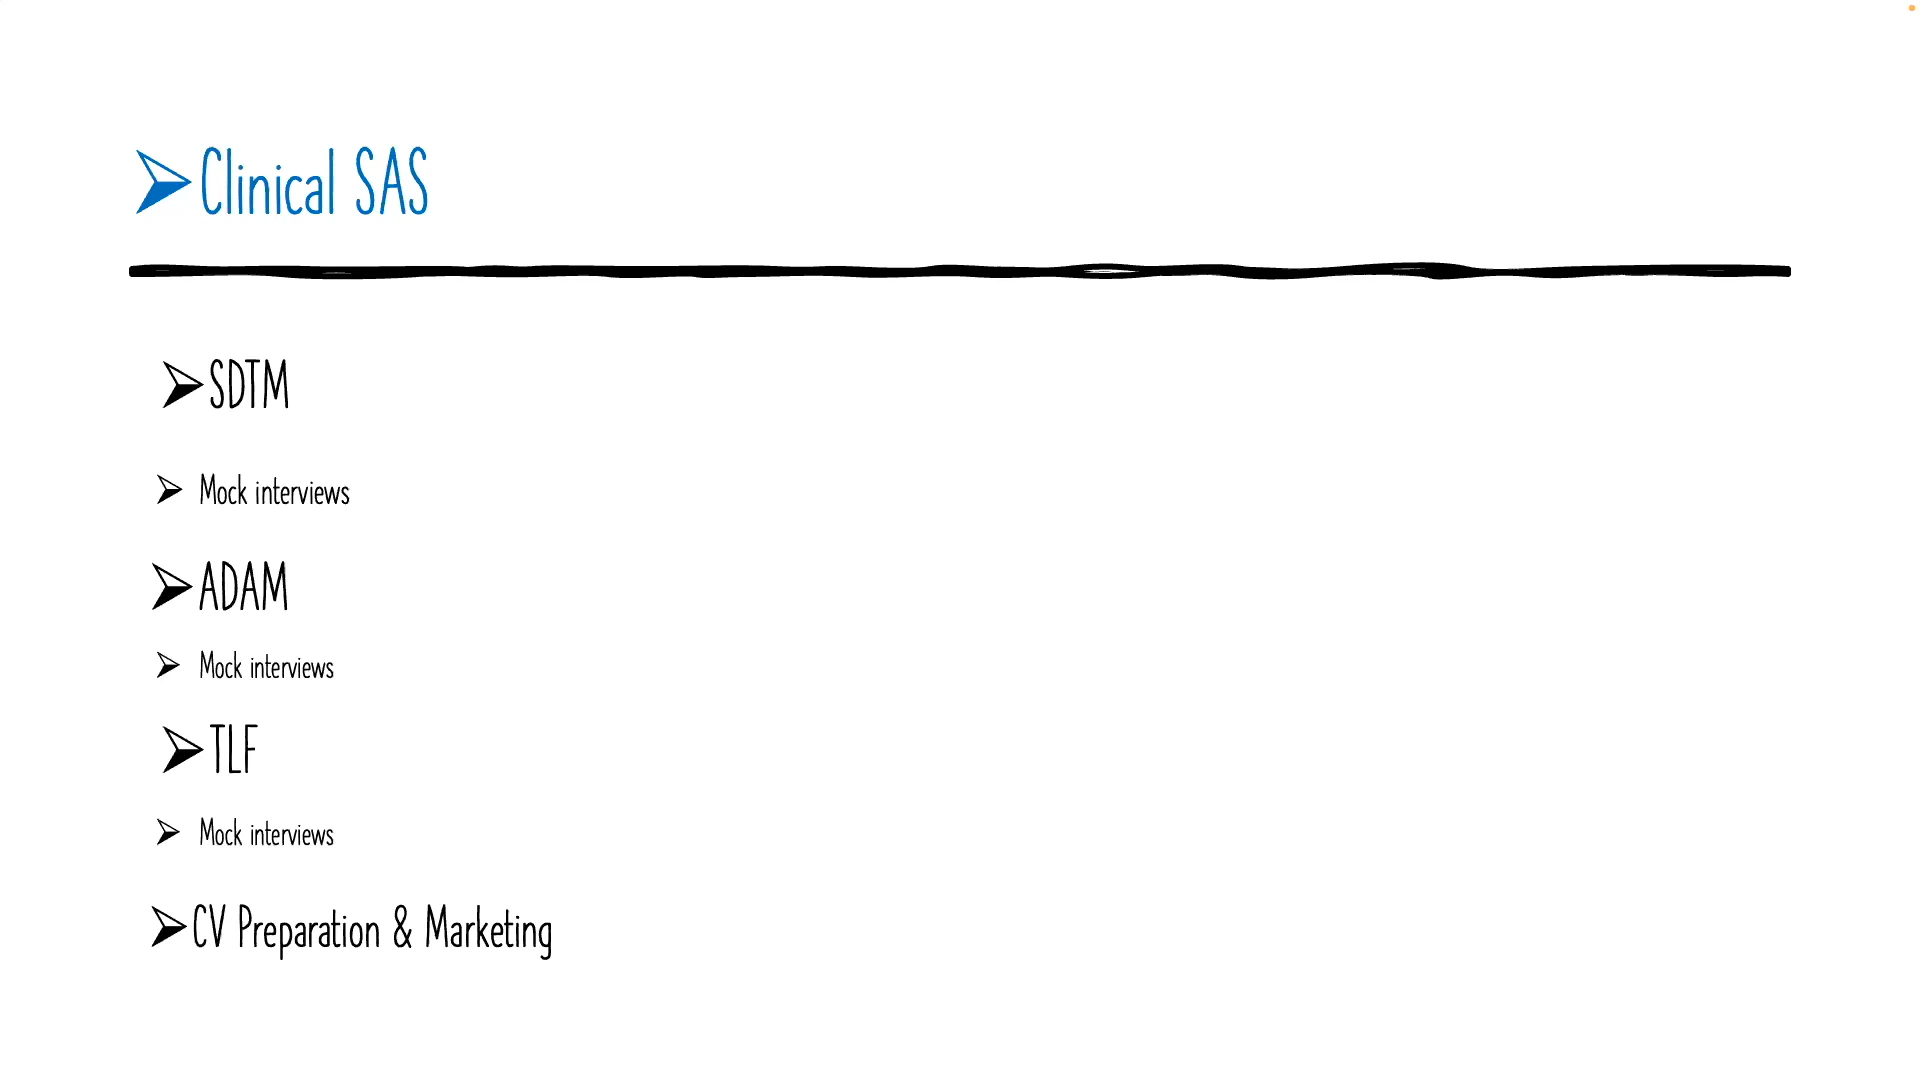 ➢Clinical SAS
➢SDTM
➢ Mock interviews
➢ADAM
➢ Mock interviews
➢TLF
➢ Mock interviews
➢CV Preparation & Marketing